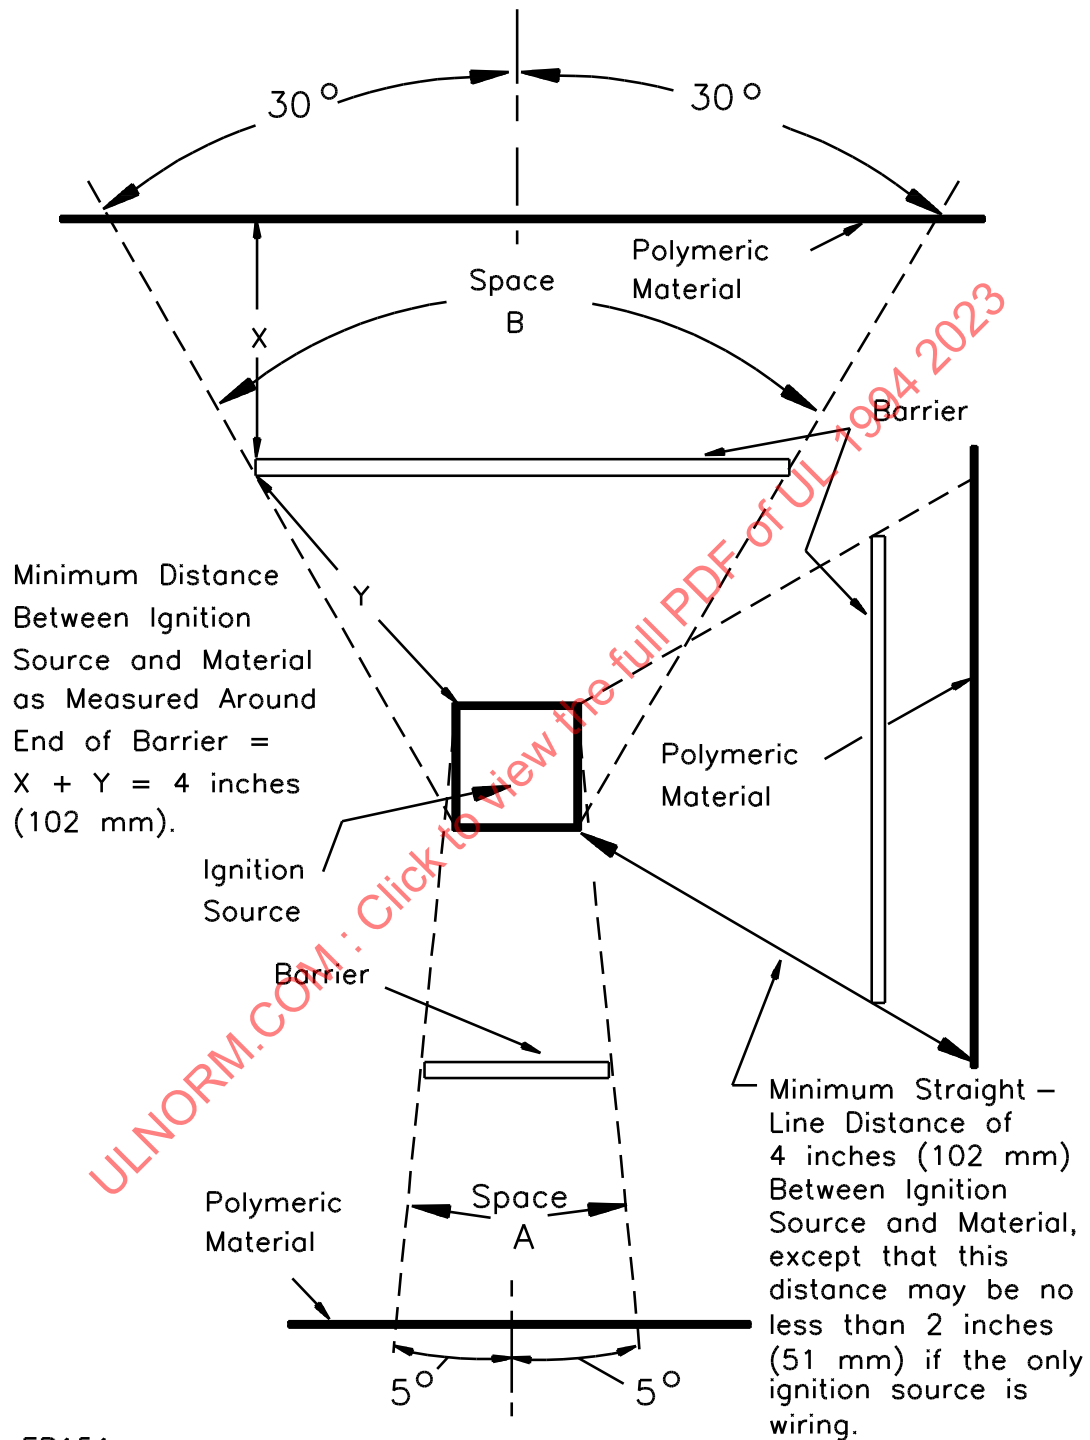 30°
30°
Polymeric
Material
Space
B
X
Barrier
Minimum Distance
Between Ignition
Source and Material
as Measured Around
End of Barrier =
X + Y = 4 inches
(102 mm).
Y
Polymeric
Material
Ignition
Source
Barrier
Minimum Straight –
Line Distance of
4 inches (102 mm)
Between Ignition
Source and Material,
except that this
distance may be no
less than 2 inches
(51 mm) if the only
ignition source is
wiring.
Polymeric
Material
Space
A
5°
5°
ULNORM.COM : Click to view the full PDF of UL 1994 2023